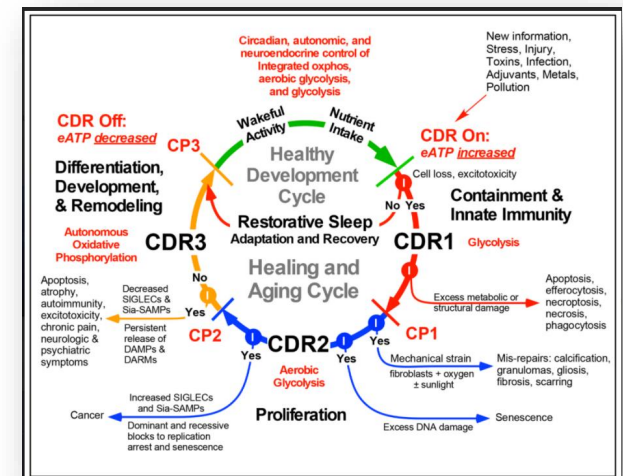 Circadian, autonomic, and
neuroendocrine control of
Integrated oxphos,
aerobic glycolysis,
and glycolysis
New information,
Stress, Injury,
Toxins, Infection,
Adjuvants, Metals,
Pollution
CDR Off:
eATP decreased
CP3
Wakeful
Activity
Nutrient
Intake
CDR On:
eATP increased
Healthy
Development
Cycle
Cell loss, excitotoxicity
Differentiation,
Development,
& Remodeling
No
Yes
Containment &
Innate Immunity
Restorative Sleep
Adaptation and Recovery
Autonomous
Oxidative
Phosphorylation
CDR3
CDR1
Glycolysis
Healing and
Aging Cycle
No
Yes
Apoptosis,
atrophy,
autoimmunity,
excitotoxicity,
chronic pain,
neurologic &
psychiatric
symptoms
Decreased
SIGLECs &
Sia-SAMPs
Persistent
release of
DAMPs &
DARMs
CP2
CP1
Excess metabolic or
structural damage
Apoptosis,
efferocytosis,
necroptosis,
necrosis,
phagocytosis
CDR2
Aerobic
Glycolysis
Yes
Yes
Yes
Mechanical strain
fibroblasts + oxygen
± sunlight
Mis-repairs: calcification,
granulomas, gliosis,
fibrosis, scarring
Proliferation
Cancer
Increased SIGLECs
and Sia-SAMPs
Dominant and recessive
blocks to replication
arrest and senescence
Excess DNA damage
Senescence